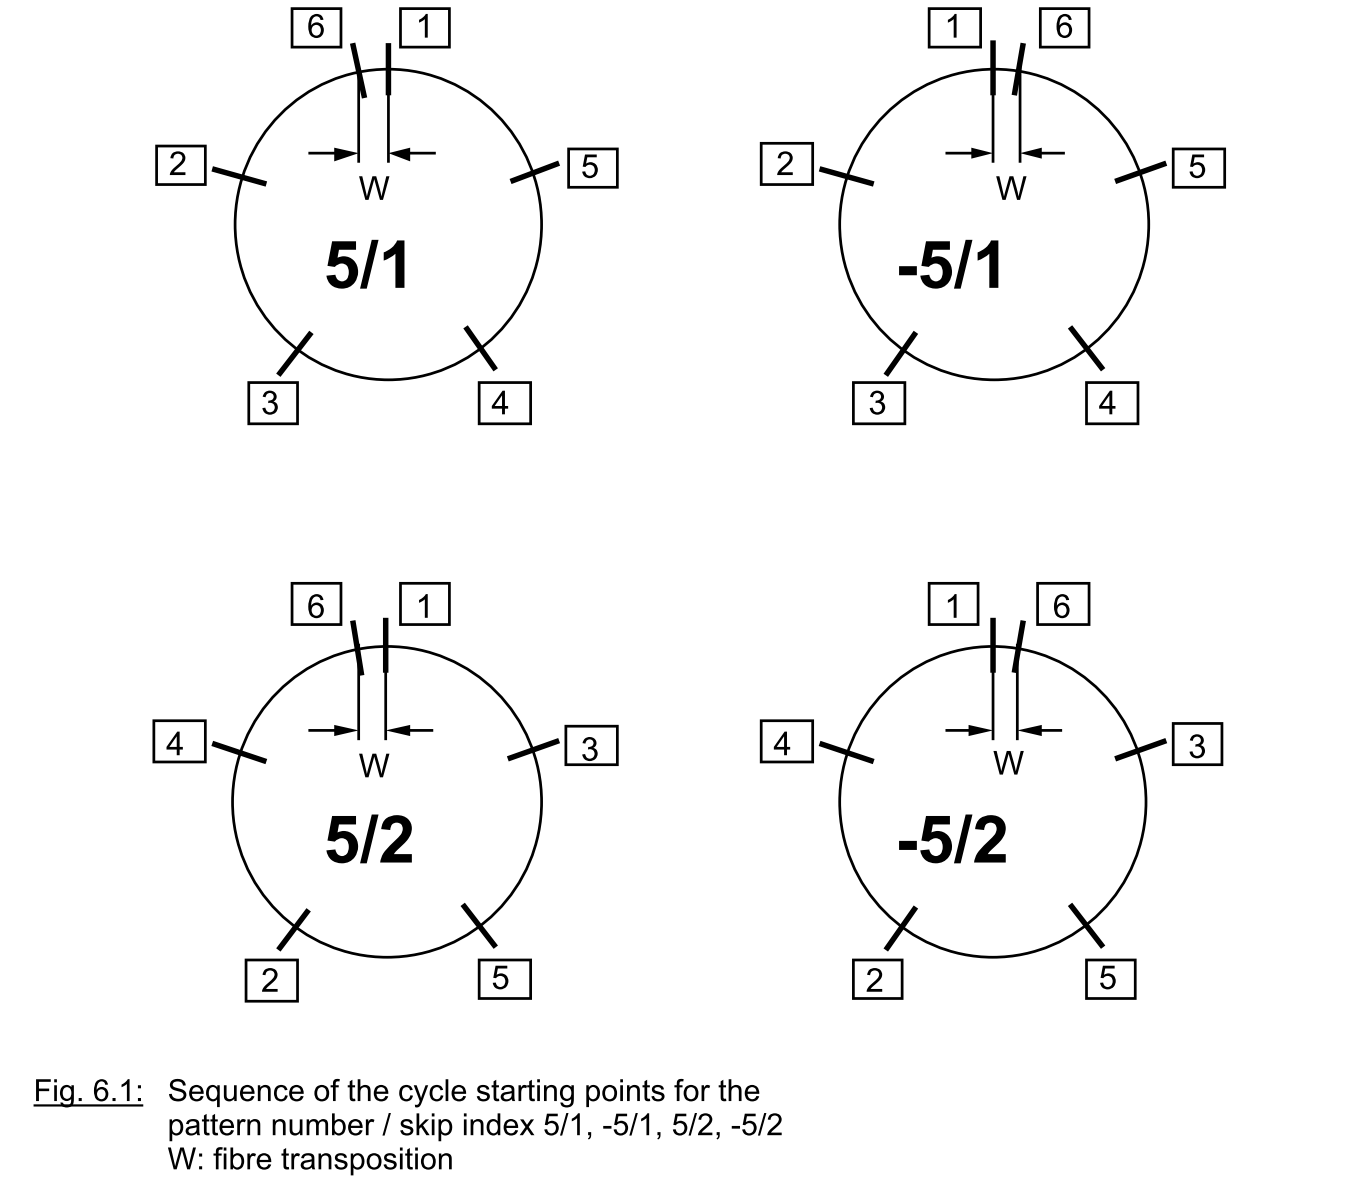 6 1
1 6
2 5
2 5
W
W
5/1
-5/1
3 4
3 4
6 1
1 6
4 3
4 3
W
W
5/2
-5/2
2 5
2 5
Fig. 6.1: Sequence of the cycle starting points for the
pattern number / skip index 5/1, -5/1, 5/2, -5/2
W: fibre transposition